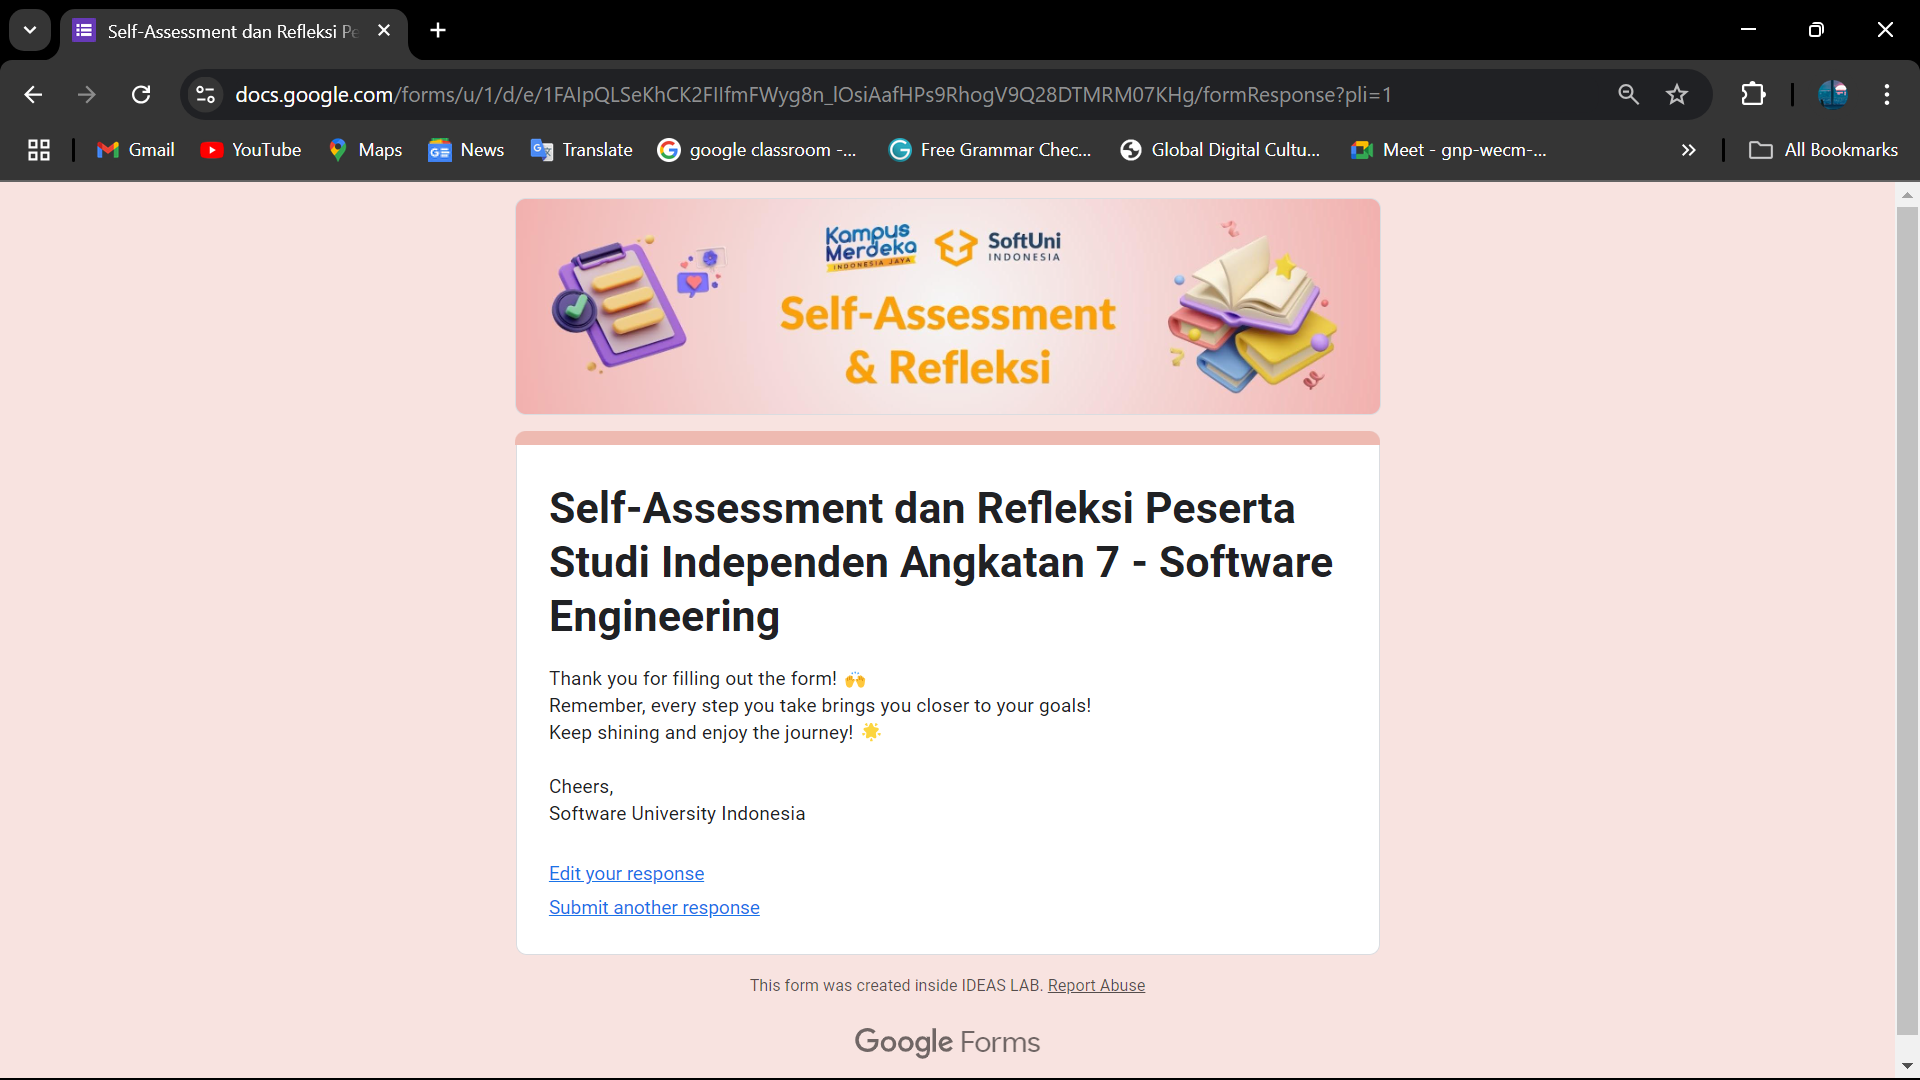 Self-Assessment dan Refleksi Pe
docs.google.com/forms/u/1/d/e/1FAIpQLSeKhCK2FIIfmFWyg8n_lOsiAafHPs9RhogV9Q28DTMRM07KHg/formResponse?pli=1
Gmail YouTube Maps News Translate google classroom -... Free Grammar Chec... Global Digital Cultu... Meet - gnp-wecm-... All Bookmarks
Kampus Merdeka
INDONESIA JAYA
SoftUni
INDONESIA
Self-Assessment
& Refleksi
Self-Assessment dan Refleksi Peserta
Studi Independen Angkatan 7 - Software
Engineering
Thank you for filling out the form! 🙌
Remember, every step you take brings you closer to your goals!
Keep shining and enjoy the journey! 🌟
Cheers,
Software University Indonesia
Edit your response
Submit another response
This form was created inside IDEAS LAB. Report Abuse
Google Forms